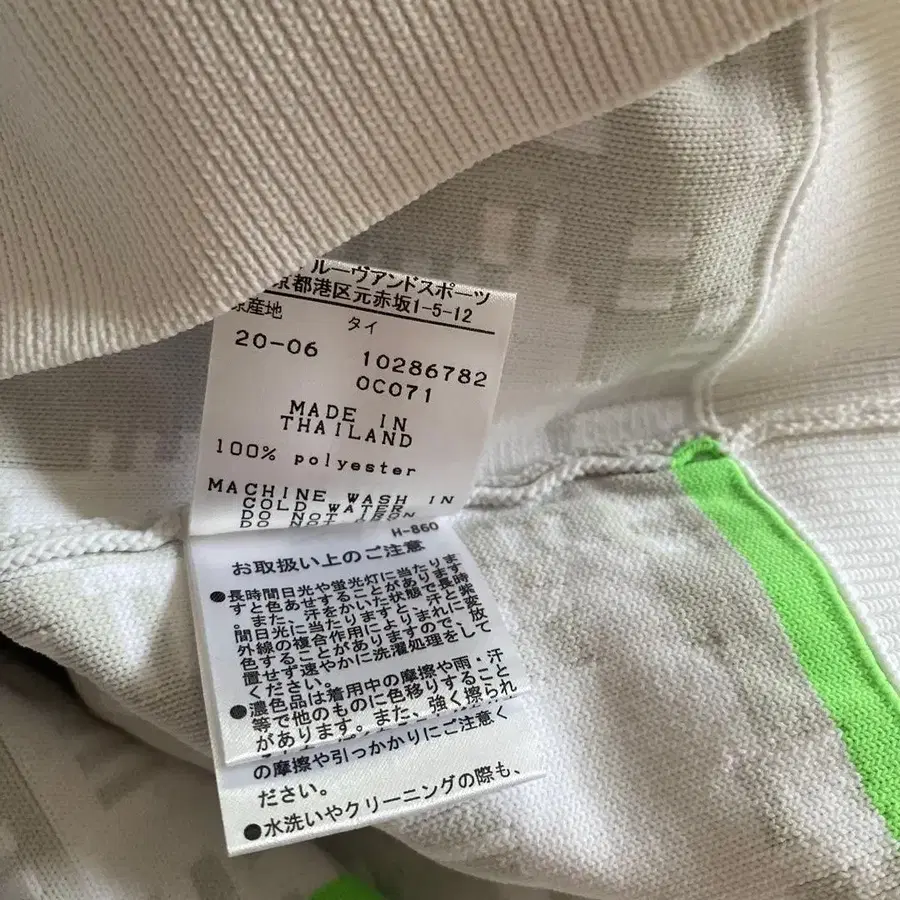 ルーヴアンドスポーツ
京都港区元赤坂1-5-12
原産地 タイ
20-06 10286782
0C071
MADE IN
THAILAND
100% polyester
MACHINE WASH IN
COLD WATER
DO NOT IRON
DO NOT
H-860
お取扱い上のご注意
●長時間日光や蛍光灯に当たりま
すと色あせすることがあります
。また、汗をかいた状態で長時
間日光に当たりますと、汗と紫
外線の複合作用によりまれに変
色することがありますので、放
置せず速やかに洗濯処理をして
ください。
●濃色品は着用中の摩擦や雨・汗
等で他のものに色移りすること
があります。また、強く擦られ
の摩擦や引っかかりにご注意く
ださい。
●水洗いやクリーニングの際も、